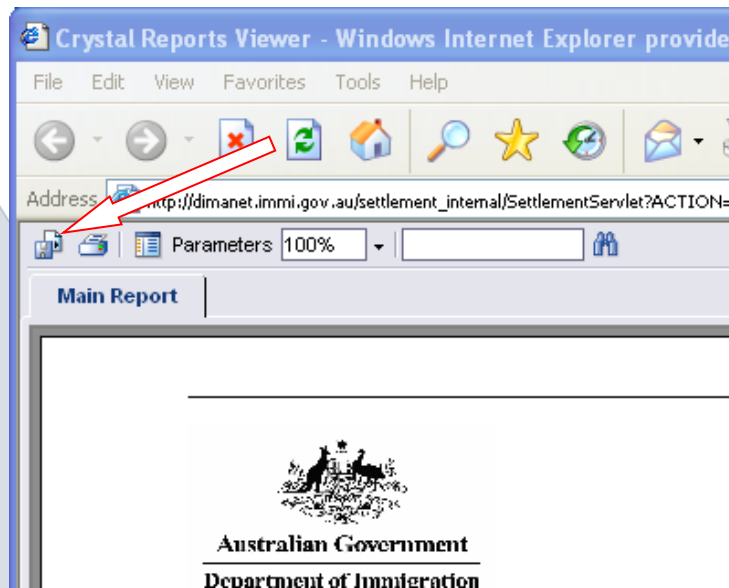 Crystal Reports Viewer - Windows Internet Explorer provide
File Edit View Favorites Tools Help
Address http://dimanet.immi.gov.au/settlement_internal/SettlementServlet?ACTION=
Parameters 100%
Main Report
Australian Government
Department of Immigration